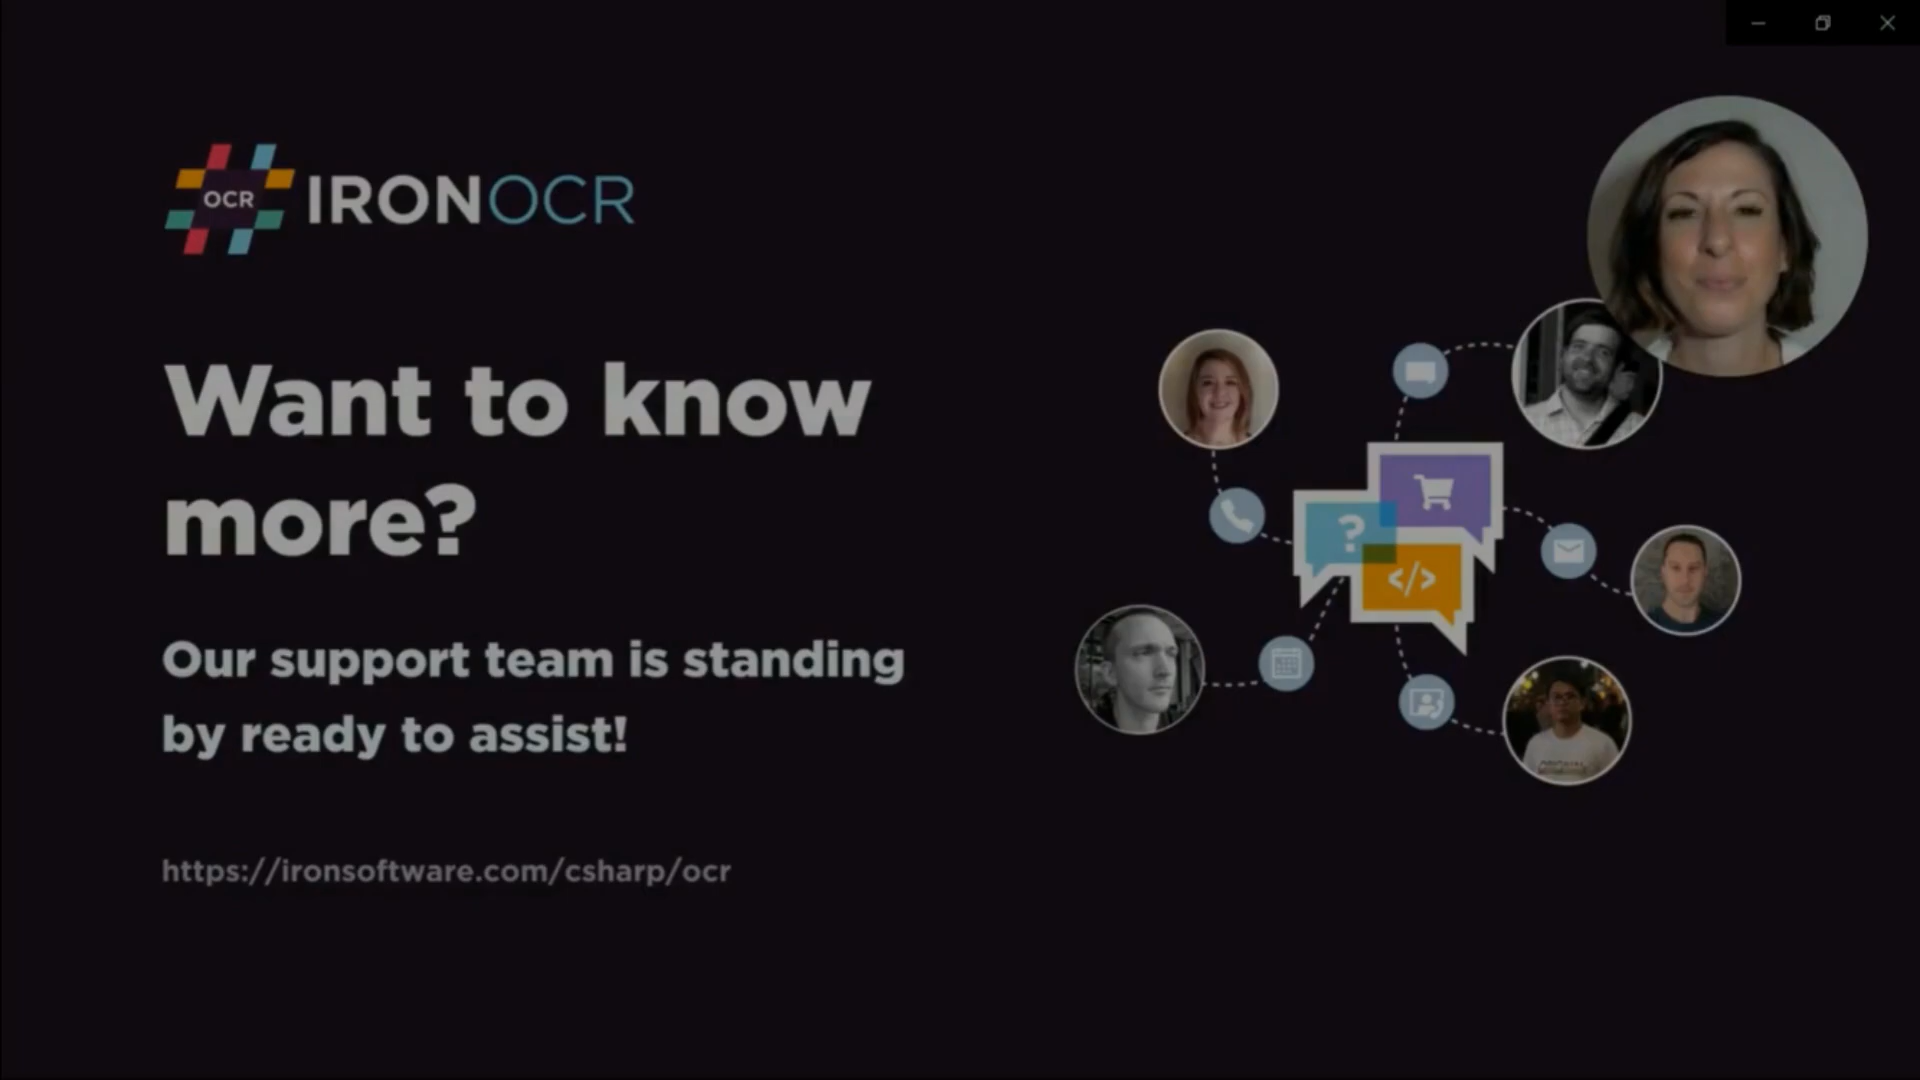 OCR IRONOCR
Want to know
more?
Our support team is standing
by ready to assist!
https://ironsoftware.com/csharp/ocr
?
</>